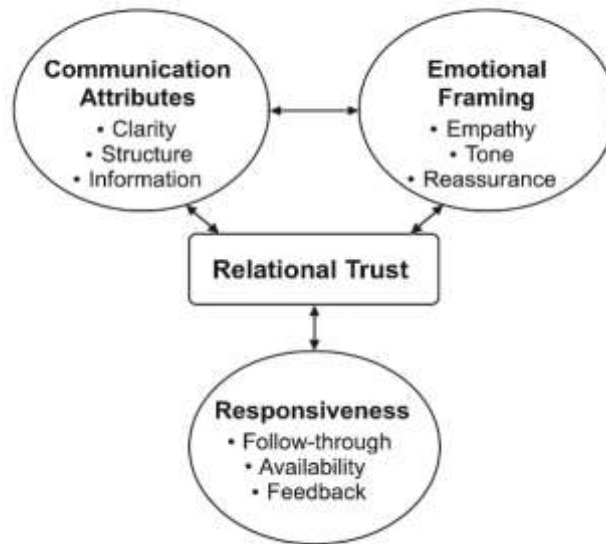 Communication
Attributes
• Clarity
• Structure
• Information
Emotional
Framing
• Empathy
• Tone
• Reassurance
Relational Trust
Responsiveness
• Follow-through
• Availability
• Feedback